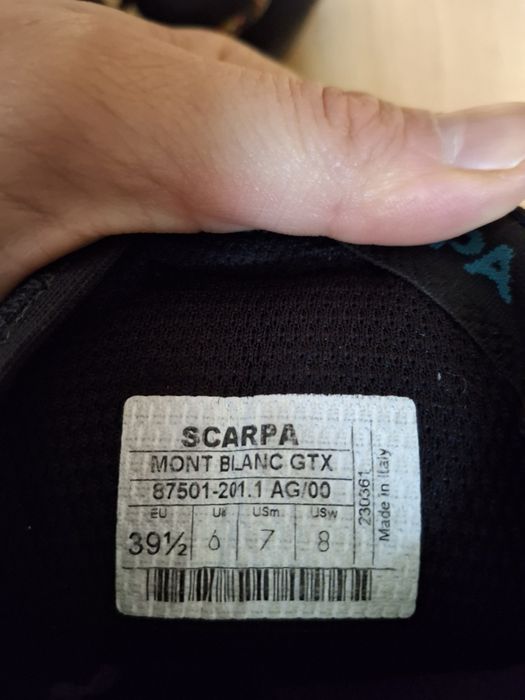 SCARPA
MONT BLANC GTX
87501-201.1 AG/00
EU UK USm USw
39½ 6 7 8
230361
Made in Italy